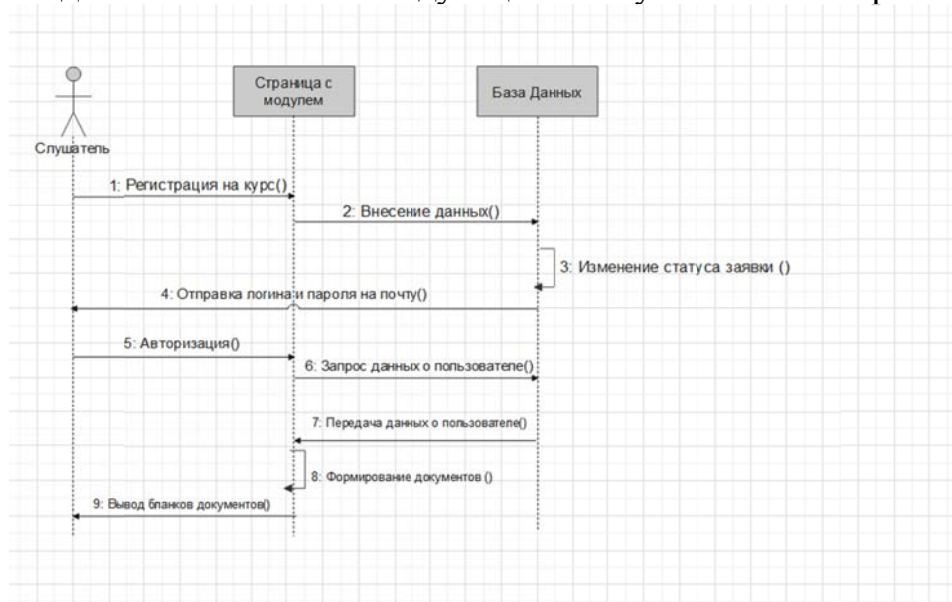 Страница с
модулем
База Данных
Слушатель
1: Регистрация на курс()
2: Внесение данных()
3: Изменение статуса заявки ()
4: Отправка логина и пароля на почту()
5: Авторизация()
6: Запрос данных о пользователе()
7: Передача данных о пользователе()
8: Формирование документов ()
9: Вывод бланков документов()